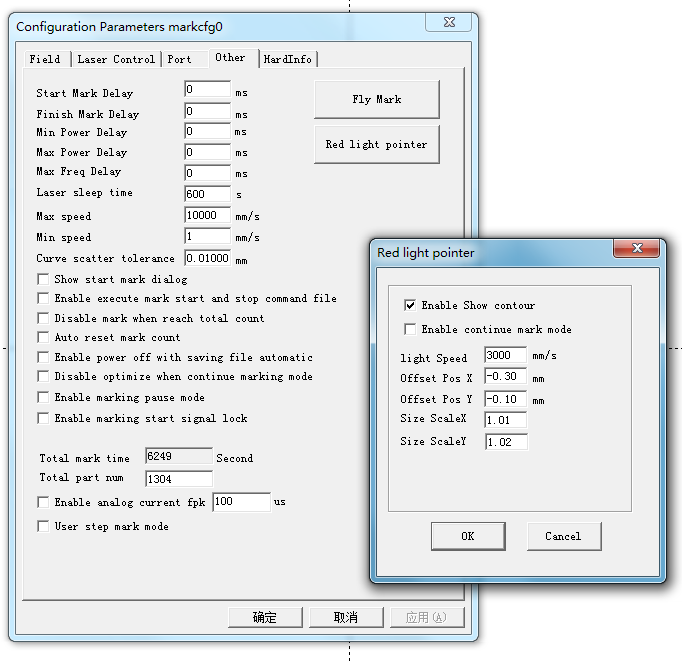 Configuration Parameters markcfg0
Field Laser Control Port Other HardInfo
Start Mark Delay 0 ms
Finish Mark Delay 0 ms
Min Power Delay 0 ms
Max Power Delay 0 ms
Max Freq Delay 0 ms
Laser sleep time 600 s
Max speed 10000 mm/s
Min speed 1 mm/s
Curve scatter tolerance 0.01000 mm
Fly Mark
Red light pointer
Show start mark dialog
Enable execute mark start and stop command file
Disable mark when reach total count
Auto reset mark count
Enable power off with saving file automatic
Disable optimize when continue marking mode
Enable marking pause mode
Enable marking start signal lock
Total mark time 6249 Second
Total part num 1304
Enable analog current fpk 100 us
User step mark mode
确定 取消 应用(A)
Red light pointer
Enable Show contour
Enable continue mark mode
light Speed 3000 mm/s
Offset Pos X -0.30 mm
Offset Pos Y -0.10 mm
Size ScaleX 1.01
Size ScaleY 1.02
OK Cancel